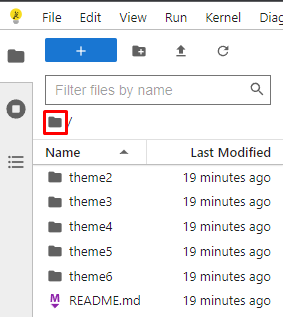 File Edit View Run Kernel Diag
+
Filter files by name
/
Name Last Modified
theme2 19 minutes ago
theme3 19 minutes ago
theme4 19 minutes ago
theme5 19 minutes ago
theme6 19 minutes ago
README.md 19 minutes ago